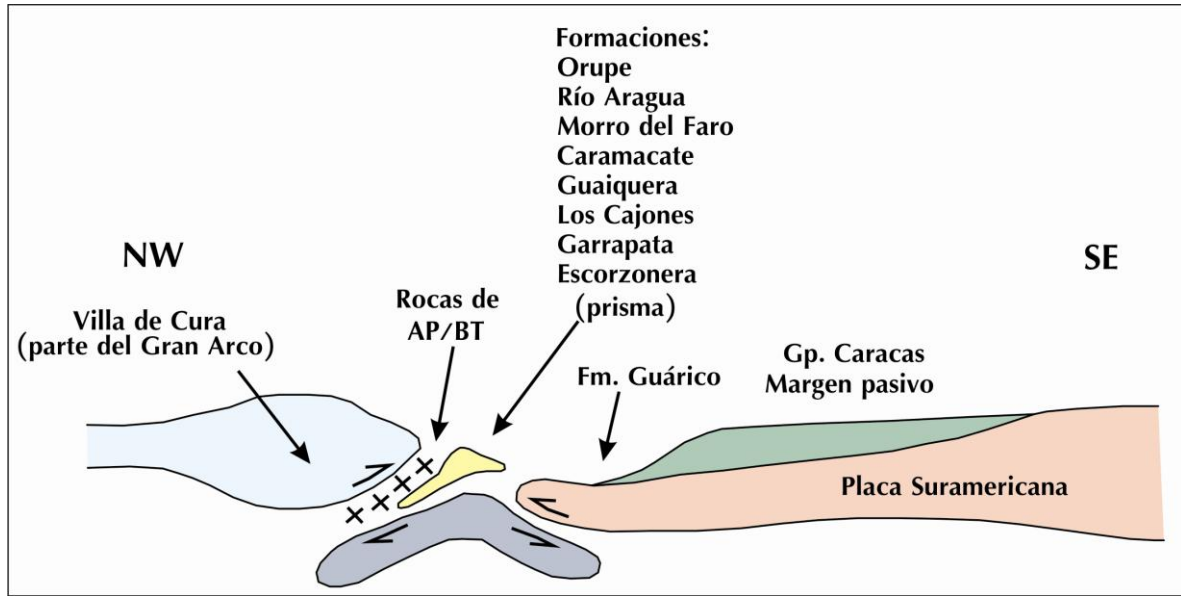 Formaciones:
Orupe
Río Aragua
Morro del Faro
Caramacate
Guaiquera
Los Cajones
Garrapata
Escorzonera
(prisma)
NW
SE
Villa de Cura
(parte del Gran Arco)
Rocas de
AP/BT
Fm. Guárico
Gp. Caracas
Margen pasivo
Placa Suramericana